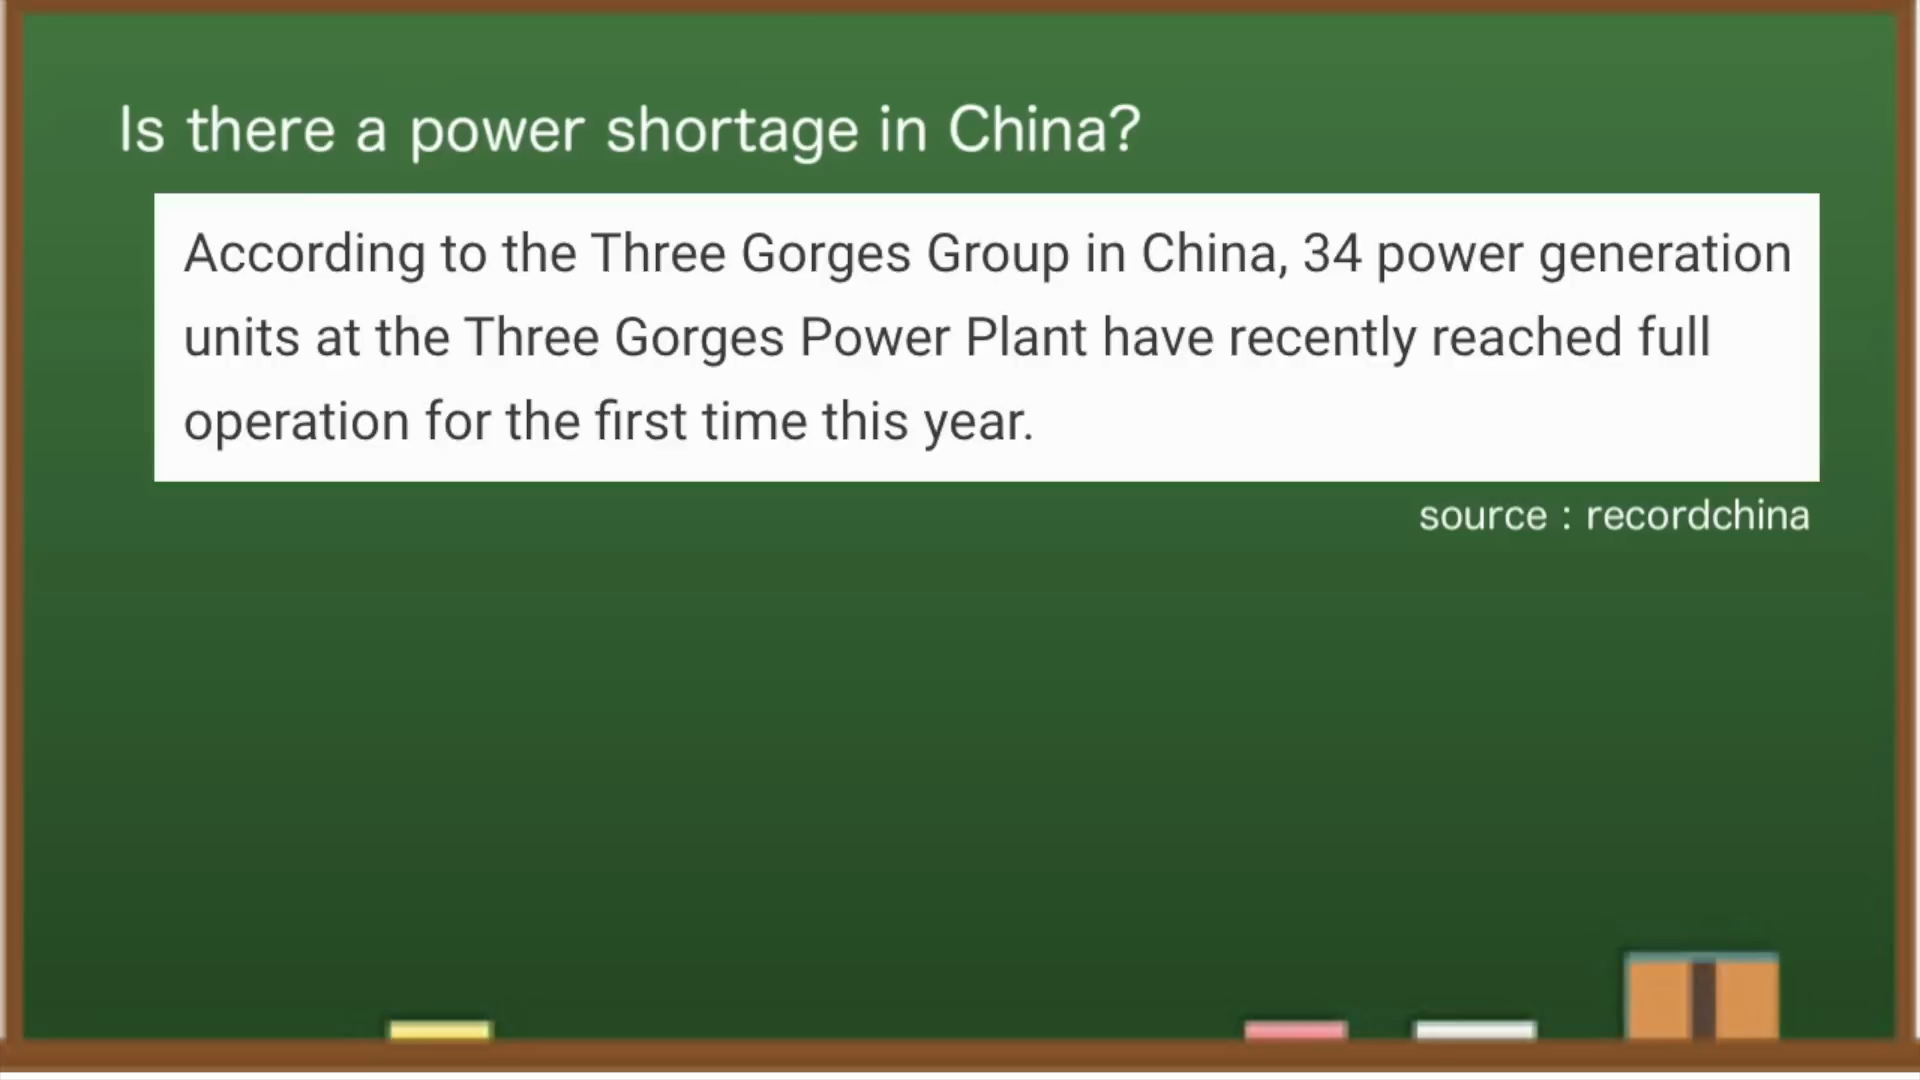 Is there a power shortage in China?
According to the Three Gorges Group in China, 34 power generation
units at the Three Gorges Power Plant have recently reached full
operation for the first time this year.
source : recordchina